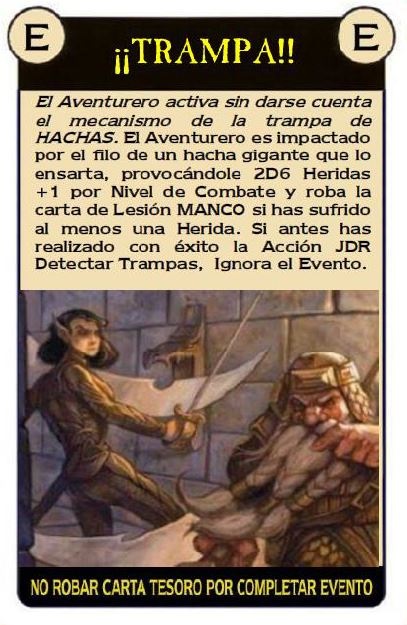 E
¡¡TRAMPA!!
E
El Aventurero activa sin darse cuenta
el mecanismo de la trampa de
HACHAS. El Aventurero es impactado
por el filo de un hacha gigante que lo
ensarta, provocándole 2D6 Heridas
+1 por Nivel de Combate y roba la
carta de Lesión MANCO si has sufrido
al menos una Herida. Si antes has
realizado con éxito la Acción JDR
Detectar Trampas, Ignora el Evento.
NO ROBAR CARTA TESORO POR COMPLETAR EVENTO